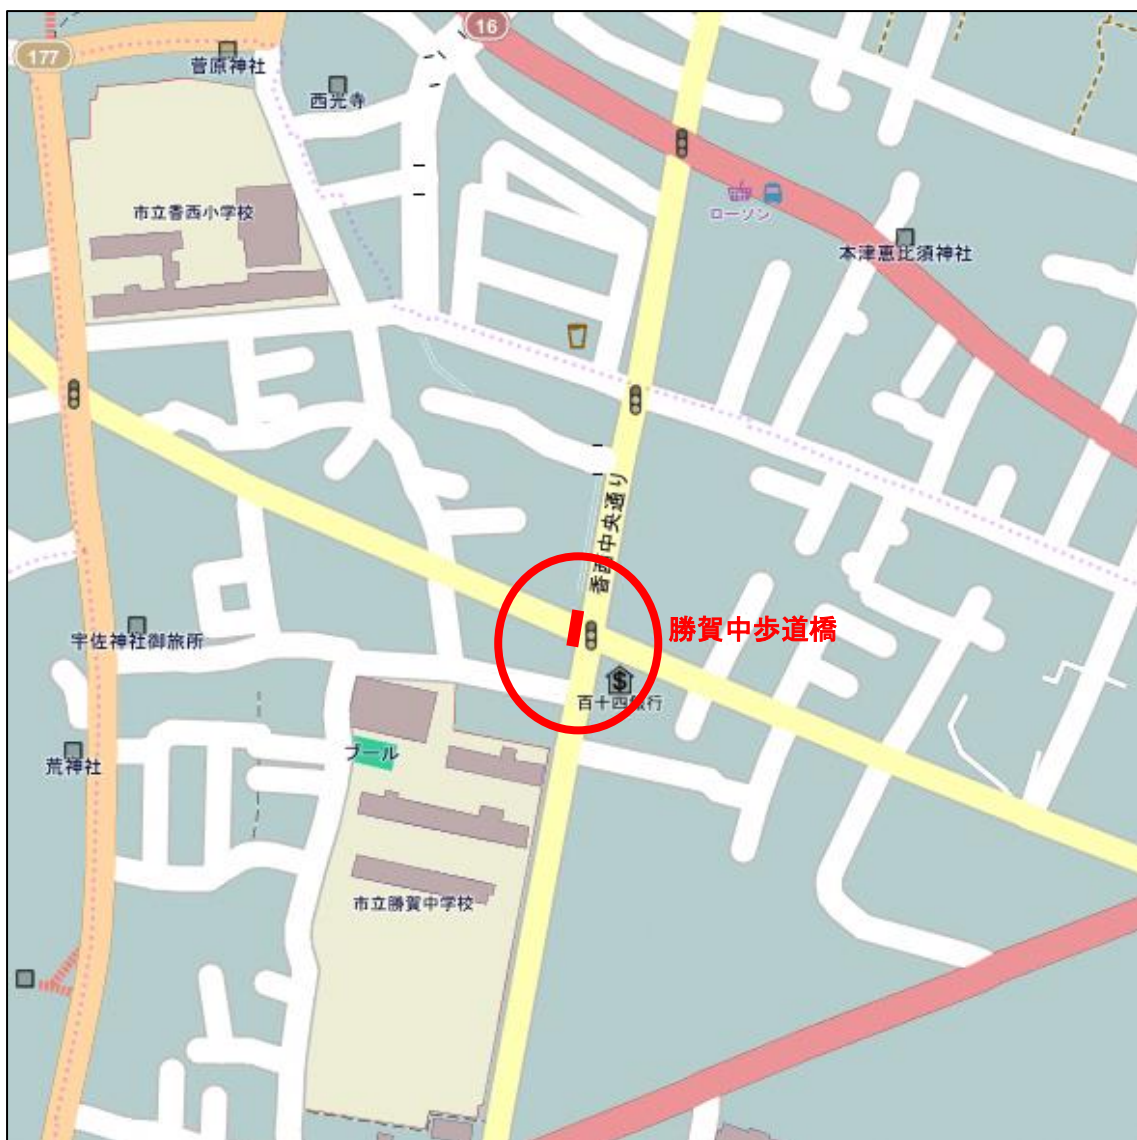 16
177
菅原神社
西光寺
ローソン
市立香西小学校
本津恵比須神社
香西中央通り
勝賀中歩道橋
宇佐神社御旅所
百十四銀行
プール
荒神社
市立勝賀中学校